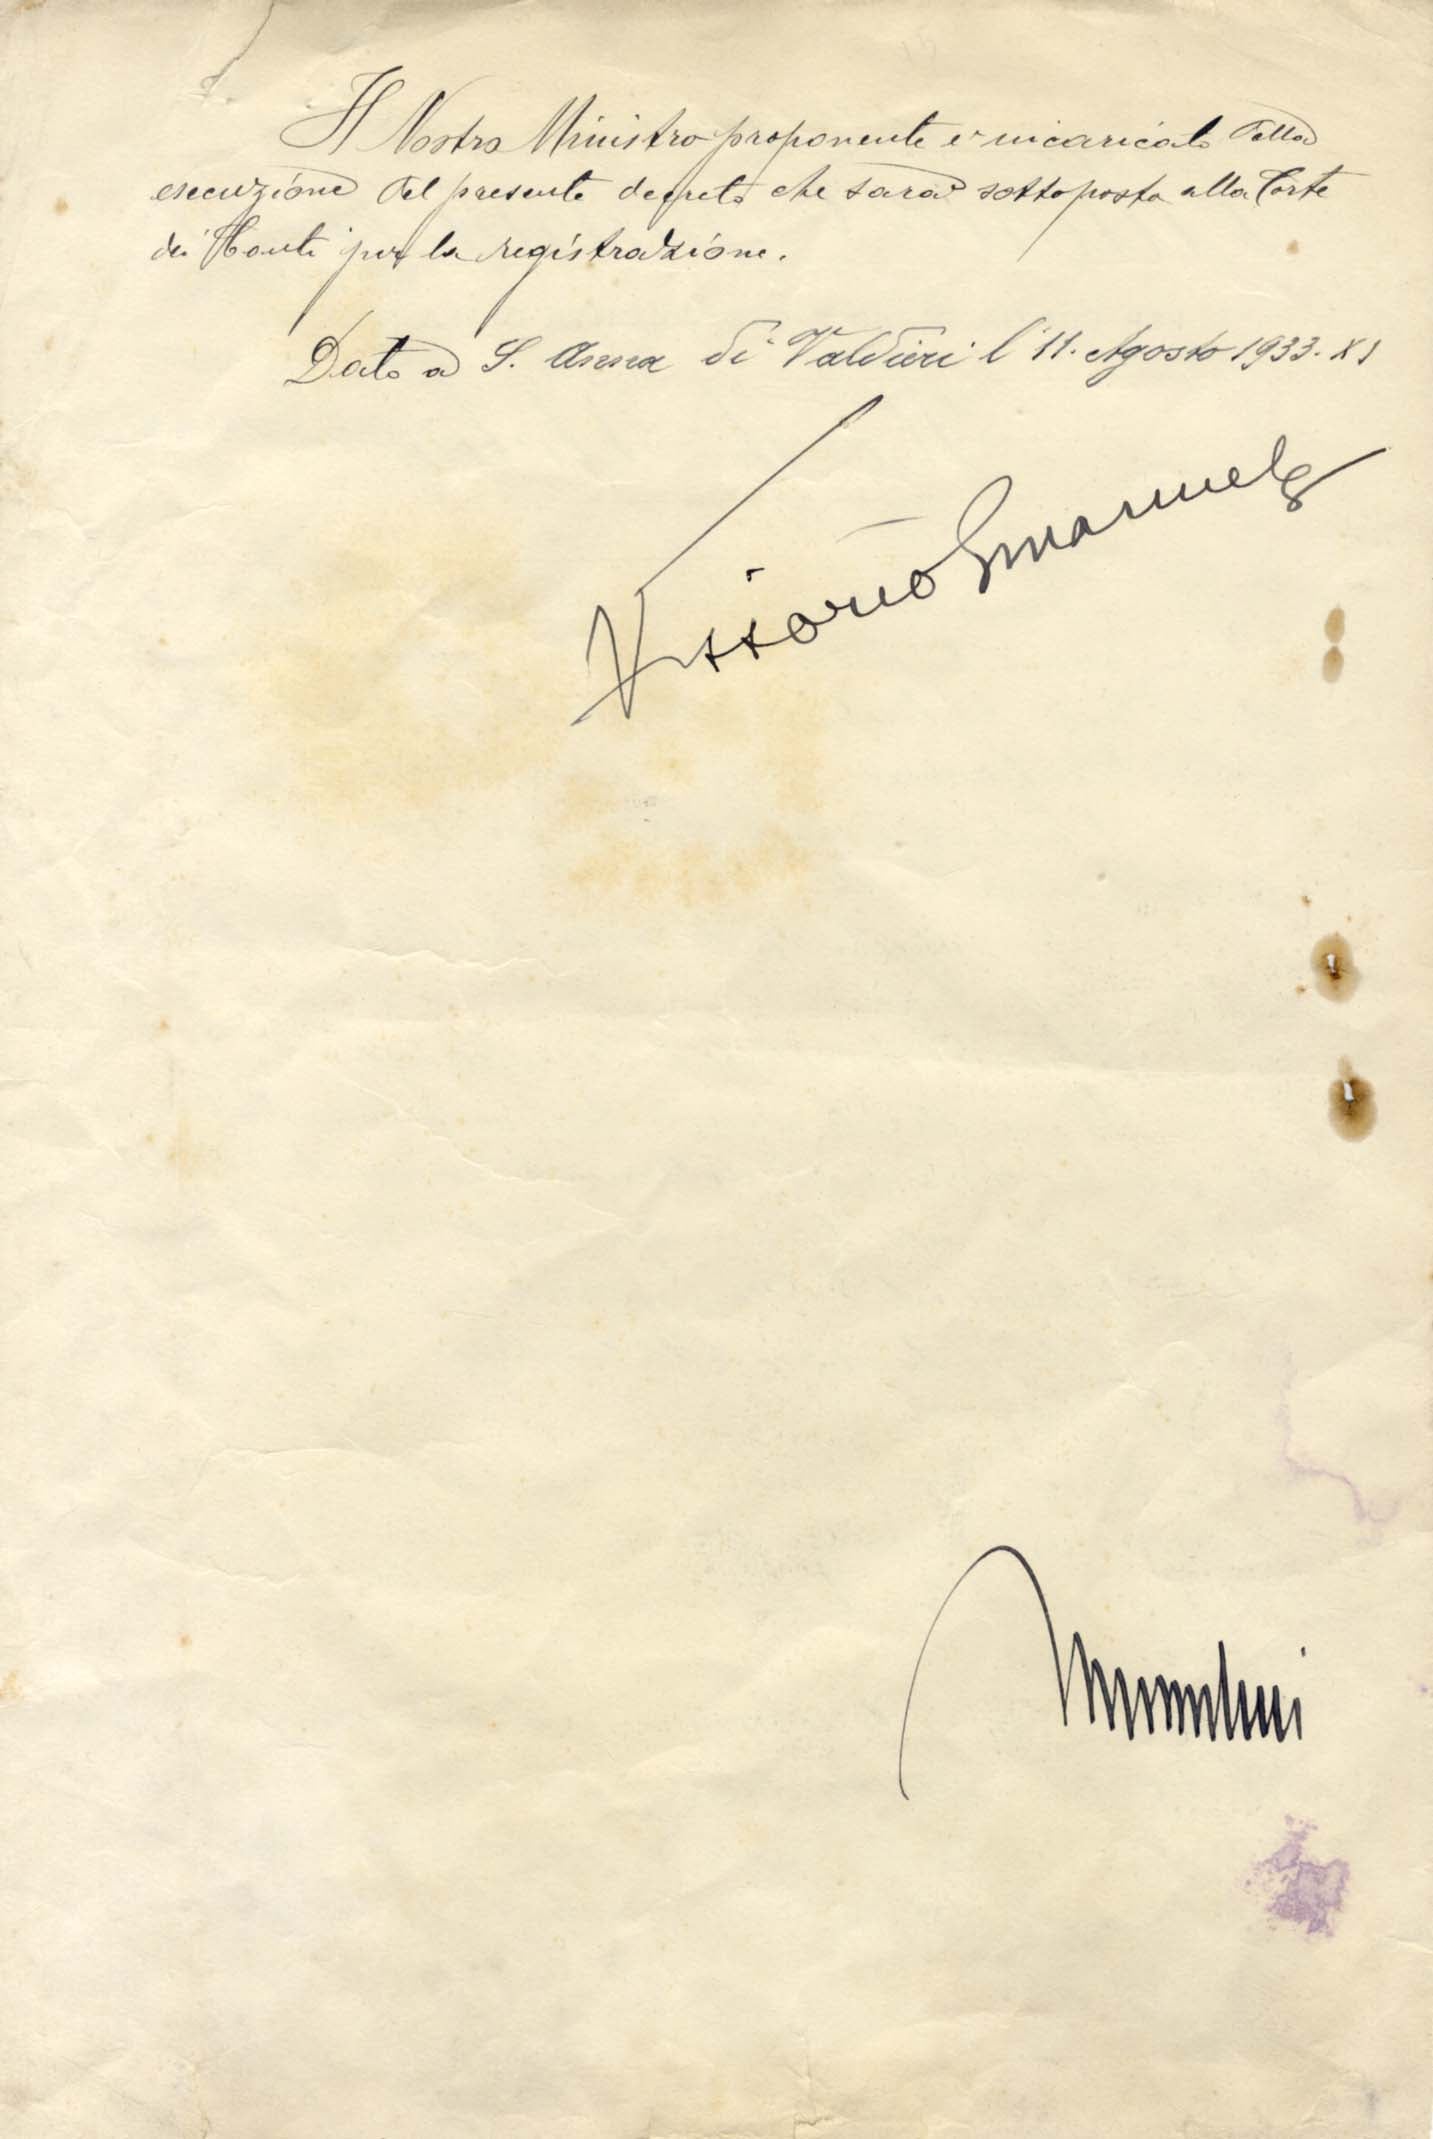 Il Nostro Ministro proponente e' incaricato della
esecuzione del presente decreto che sarà sottoposto alla Corte
dei Conti per la registrazione.
Dato a S. Anna di Valdieri l'11. Agosto 1933. XI
Vittorio Emanuele
Mussolini